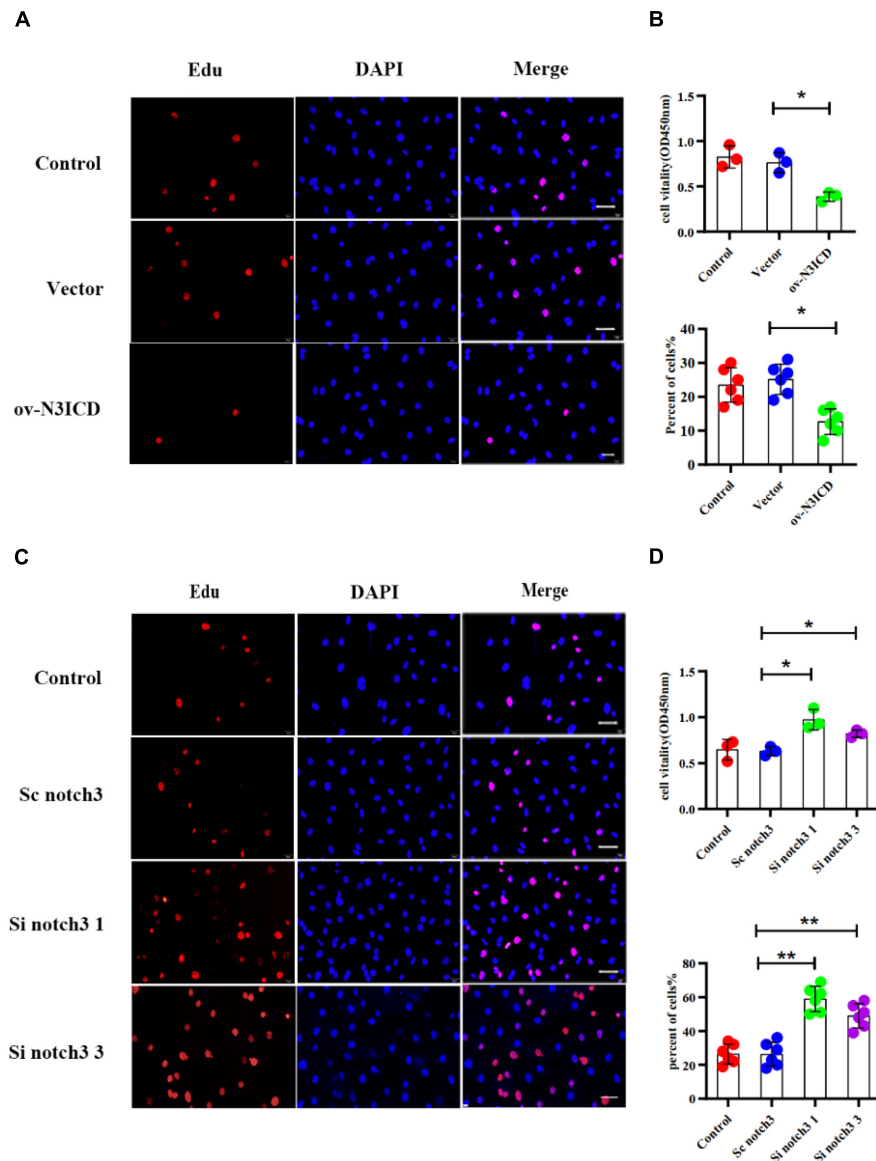 A
Edu DAPI Merge
Control
Vector
ov-N3ICD
B
*
cell vitality(OD450nm)
1.5
1.0
0.5
0.0
Control Vector ov-N3ICD
*
Percent of cells%
40
30
20
10
0
Control Vector ov-N3ICD
C
Edu DAPI Merge
Control
Sc notch3
Si notch3 1
Si notch3 3
D
*
*
cell vitality(OD450nm)
1.5
1.0
0.5
0.0
Control Sc notch3 Si notch3 1 Si notch3 3
**
**
percent of cells%
80
60
40
20
0
Control Sc notch3 Si notch3 1 Si notch3 3